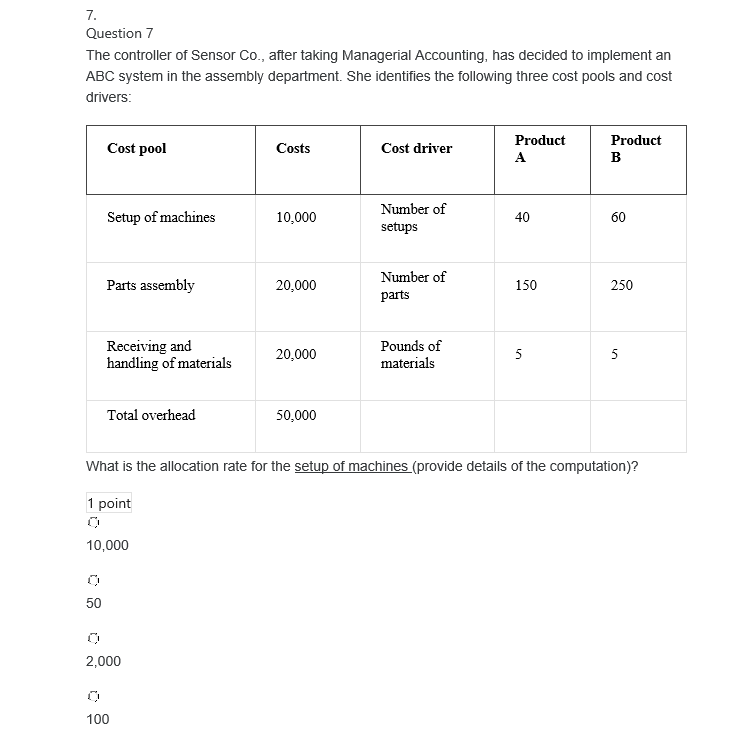 7.
Question 7
The controller of Sensor Co., after taking Managerial Accounting, has decided to implement an
ABC system in the assembly department. She identifies the following three cost pools and cost
drivers:
Cost pool Costs Cost driver Product A Product B
Setup of machines 10,000 Number of setups 40 60
Parts assembly 20,000 Number of parts 150 250
Receiving and handling of materials 20,000 Pounds of materials 5 5
Total overhead 50,000
What is the allocation rate for the setup of machines (provide details of the computation)?
1 point
10,000
50
2,000
100